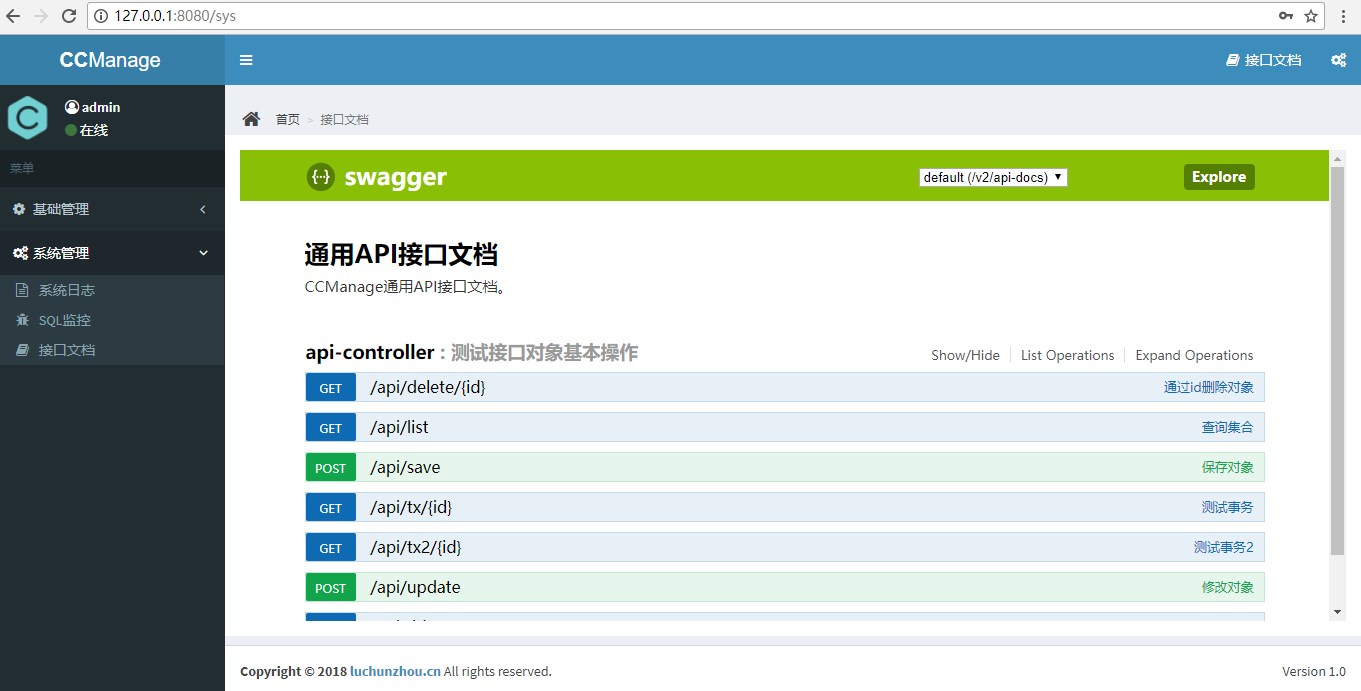 127.0.0.1:8080/sys
CCManage
接口文档
admin
在线
菜单
基础管理
系统管理
系统日志
SQL监控
接口文档
首页 > 接口文档
swagger
default (/v2/api-docs)
Explore
通用API接口文档
CCManage通用API接口文档。
api-controller : 测试接口对象基本操作
Show/Hide List Operations Expand Operations
GET /api/delete/{id} 通过id删除对象
GET /api/list 查询集合
POST /api/save 保存对象
GET /api/tx/{id} 测试事务
GET /api/tx2/{id} 测试事务2
POST /api/update 修改对象
Copyright © 2018 luchunzhou.cn All rights reserved.
Version 1.0